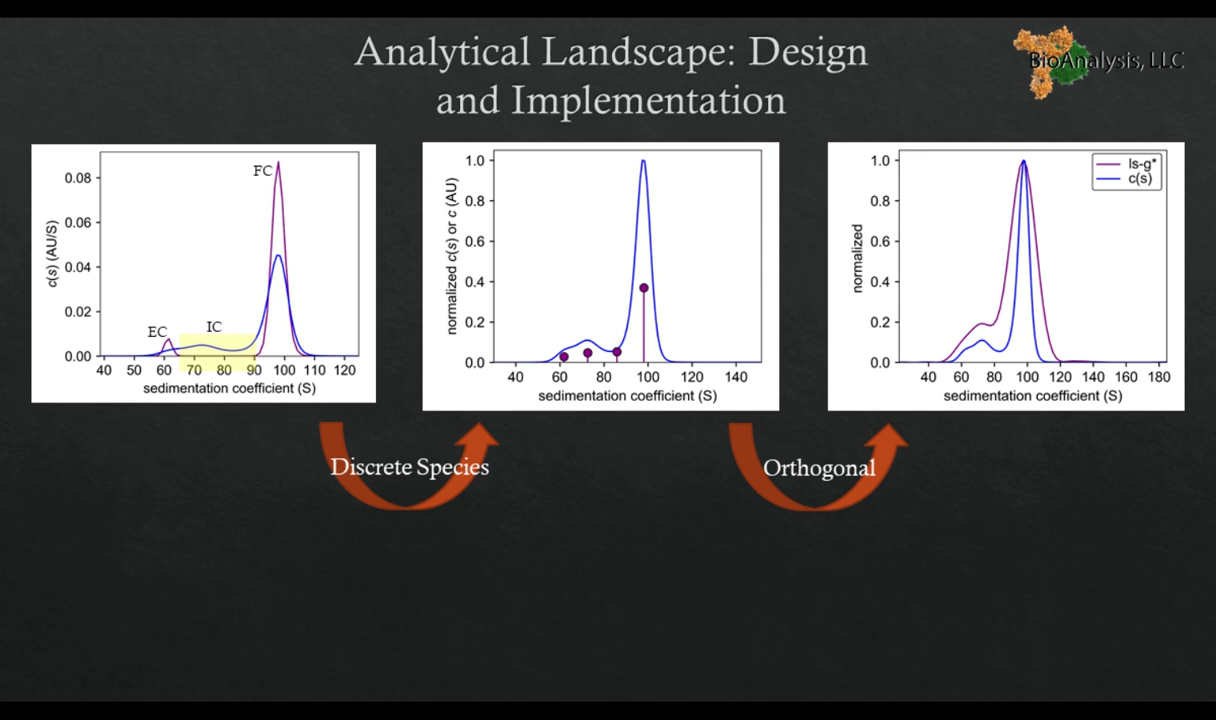 Analytical Landscape: Design
and Implementation
BioAnalysis, LLC
FC
EC
IC
c(s) (AU/S)
0.08
0.06
0.04
0.02
0.00
40 50 60 70 80 90 100 110 120
sedimentation coefficient (S)
normalized c(s) or c (AU)
1.0
0.8
0.6
0.4
0.2
0.0
40 60 80 100 120 140
sedimentation coefficient (S)
ls-g*
c(s)
normalized
1.0
0.8
0.6
0.4
0.2
0.0
40 60 80 100 120 140 160 180
sedimentation coefficient (S)
Discrete Species
Orthogonal